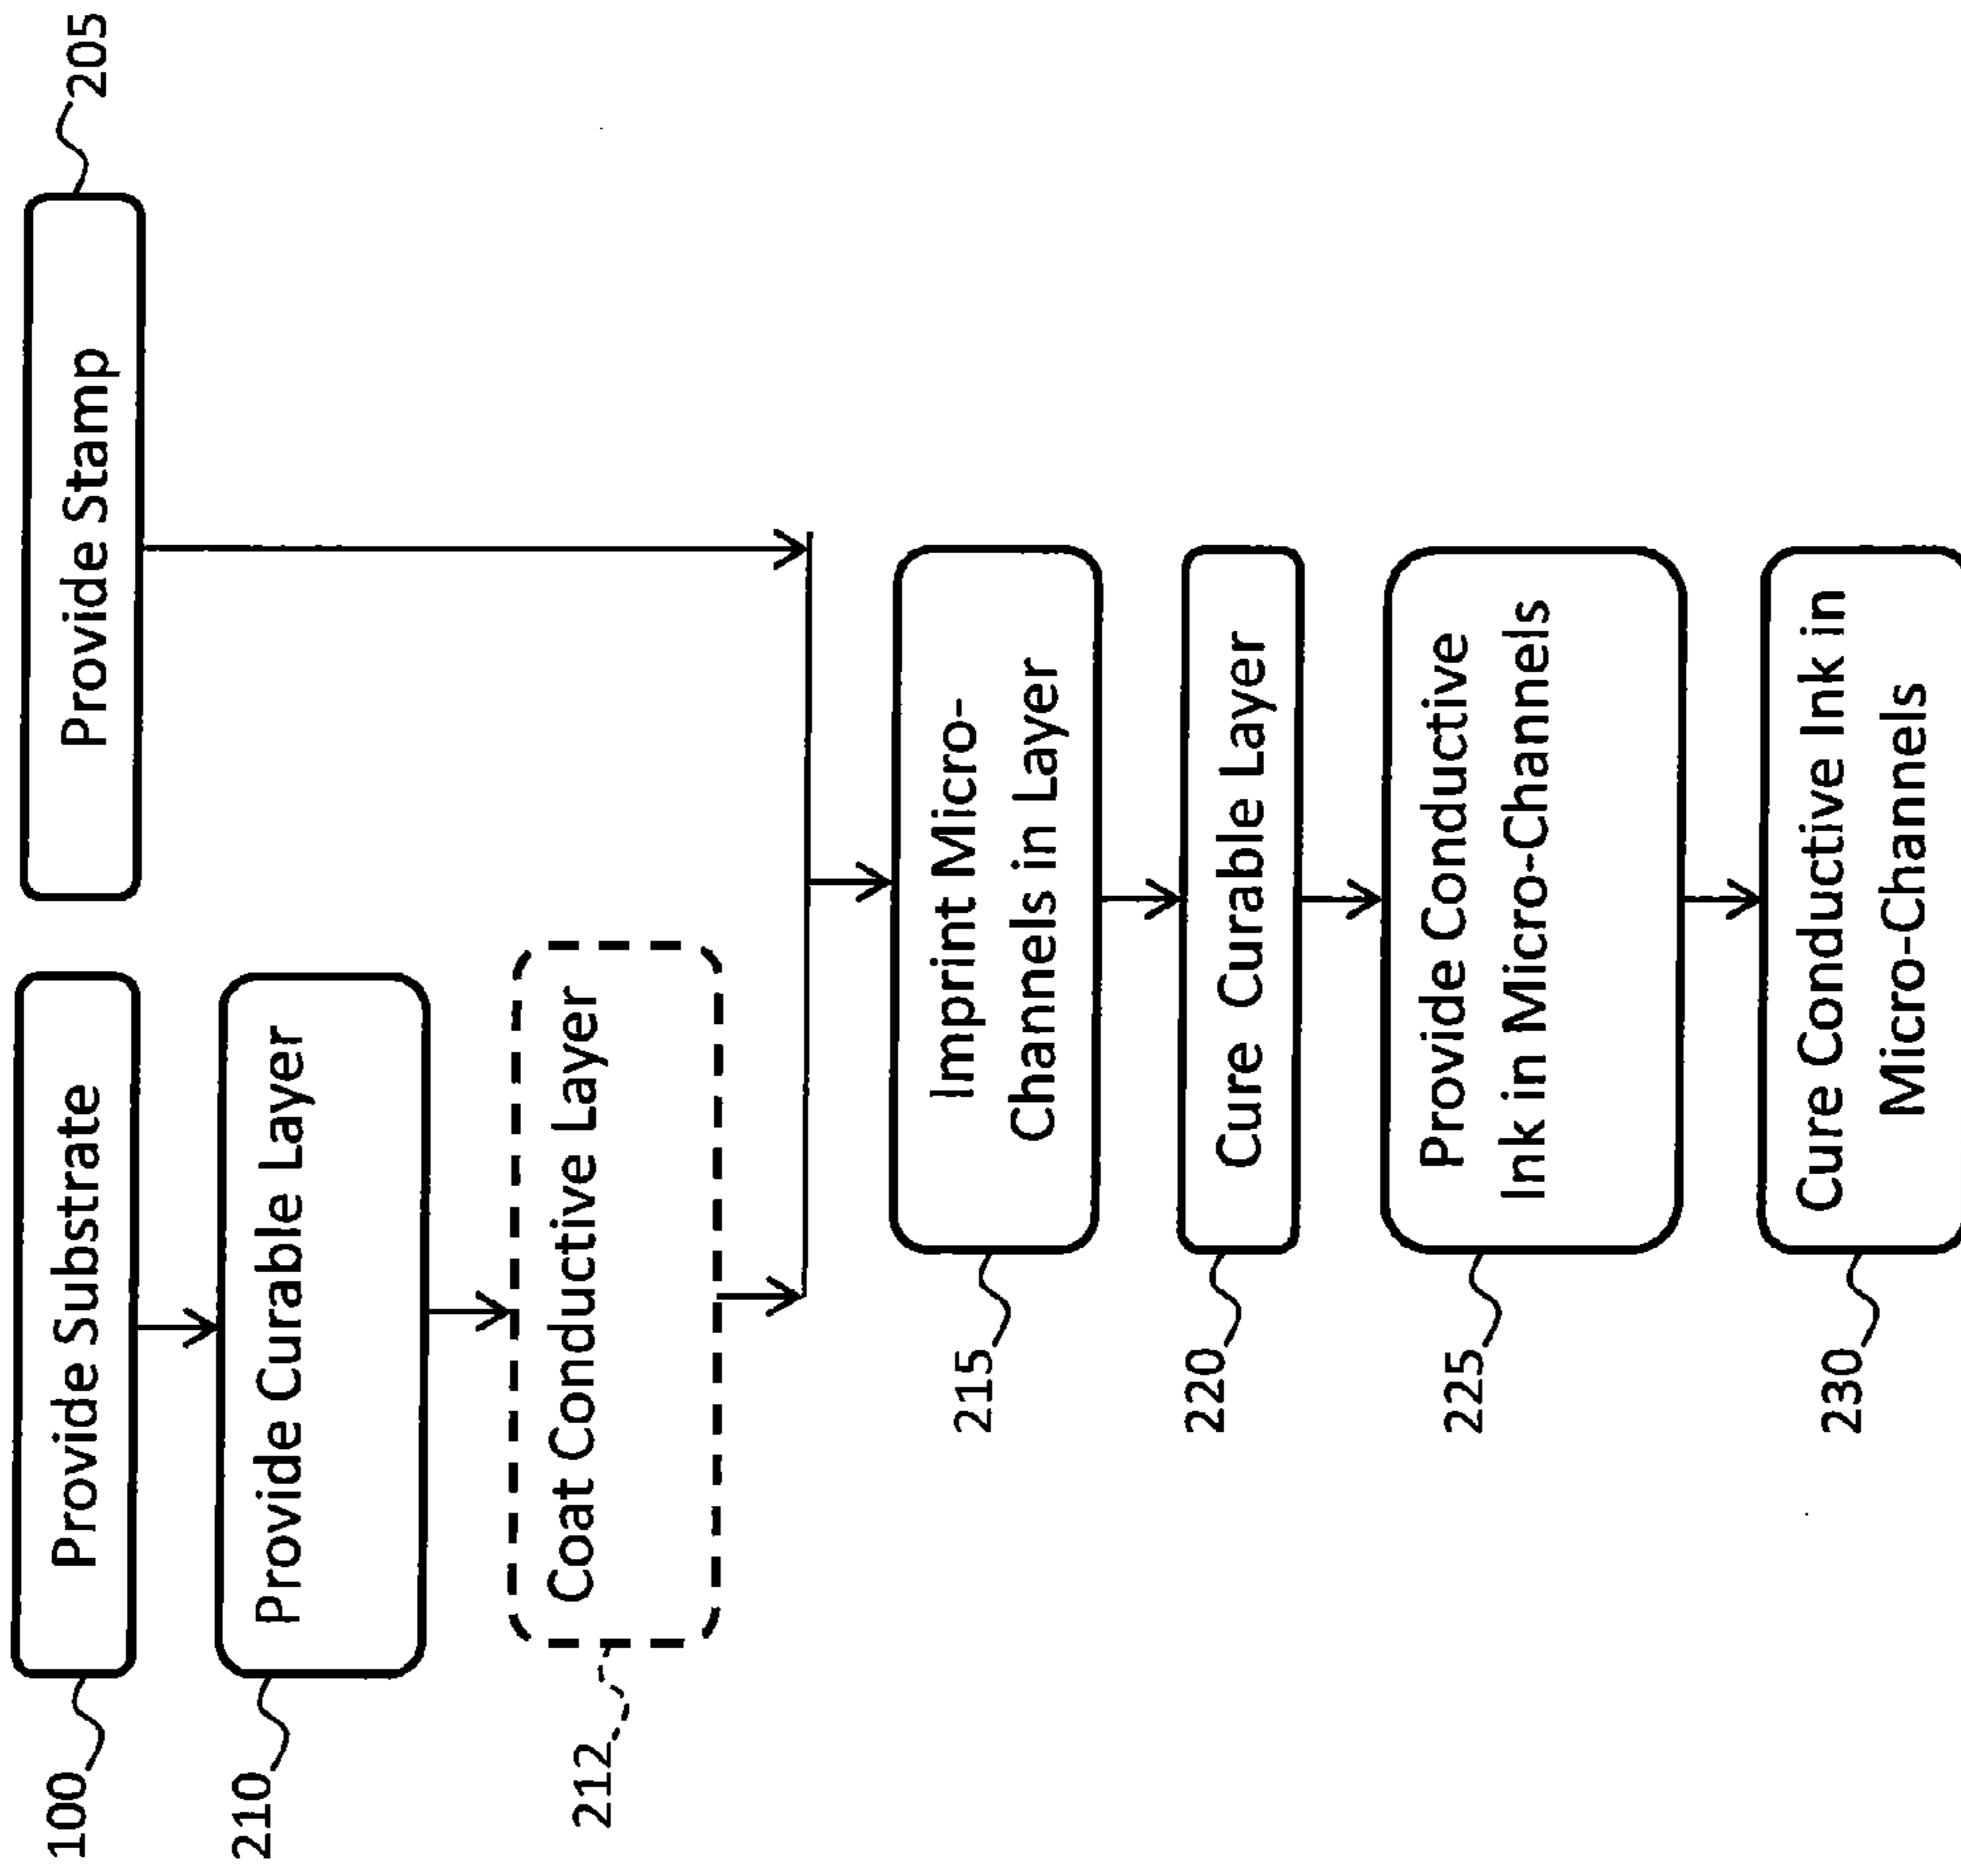 100
Provide Substrate
Provide Stamp
205
210
Provide Curable Layer
212
Coat Conductive Layer
215
Imprint Micro-
Channels in Layer
220
Cure Curable Layer
225
Provide Conductive
Ink in Micro-Channels
230
Cure Conductive Ink in
Micro-Channels